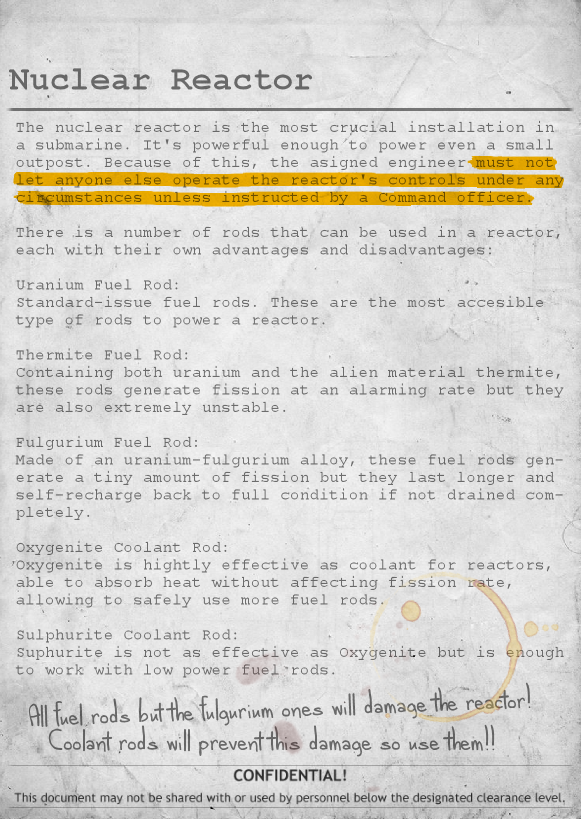 Nuclear Reactor
The nuclear reactor is the most crucial installation in
a submarine. It's powerful enough to power even a small
outpost. Because of this, the asigned engineer must not
let anyone else operate the reactor's controls under any
circumstances unless instructed by a Command officer.
There is a number of rods that can be used in a reactor,
each with their own advantages and disadvantages:
Uranium Fuel Rod:
Standard-issue fuel rods. These are the most accesible
type of rods to power a reactor.
Thermite Fuel Rod:
Containing both uranium and the alien material thermite,
these rods generate fission at an alarming rate but they
are also extremely unstable.
Fulgurium Fuel Rod:
Made of an uranium-fulgurium alloy, these fuel rods gen-
erate a tiny amount of fission but they last longer and
self-recharge back to full condition if not drained com-
pletely.
Oxygenite Coolant Rod:
Oxygenite is hightly effective as coolant for reactors,
able to absorb heat without affecting fission rate,
allowing to safely use more fuel rods.
Sulphurite Coolant Rod:
Suphurite is not as effective as Oxygenite but is enough
to work with low power fuel rods.
All fuel rods but the fulgurium ones will damage the reactor!
Coolant rods will prevent this damage so use them!!
CONFIDENTIAL!
This document may not be shared with or used by personnel below the designated clearance level.